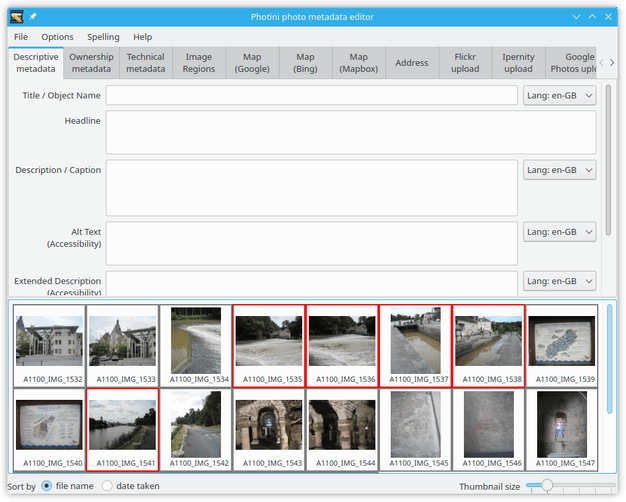 Photini photo metadata editor
File Options Spelling Help
Descriptive metadata
Ownership metadata
Technical metadata
Image Regions
Map (Google)
Map (Bing)
Map (Mapbox)
Address
Flickr upload
Ipernity upload
Google Photos uplo
Title / Object Name
Lang: en-GB
Headline
Description / Caption
Lang: en-GB
Alt Text
(Accessibility)
Lang: en-GB
Extended Description
(Accessibility)
Lang: en-GB
A1100_IMG_1532 A1100_IMG_1533 A1100_IMG_1534 A1100_IMG_1535 A1100_IMG_1536 A1100_IMG_1537 A1100_IMG_1538 A1100_IMG_1539
A1100_IMG_1540 A1100_IMG_1541 A1100_IMG_1542 A1100_IMG_1543 A1100_IMG_1544 A1100_IMG_1545 A1100_IMG_1546 A1100_IMG_1547
Sort by file name date taken Thumbnail size